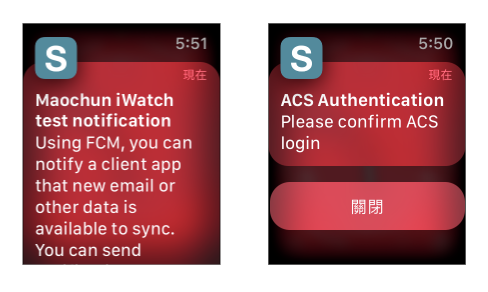 S
5:51
現在
Maochun iWatch
test notification
Using FCM, you can
notify a client app
that new email or
other data is
available to sync.
You can send
S
5:50
現在
ACS Authentication
Please confirm ACS
login
關閉